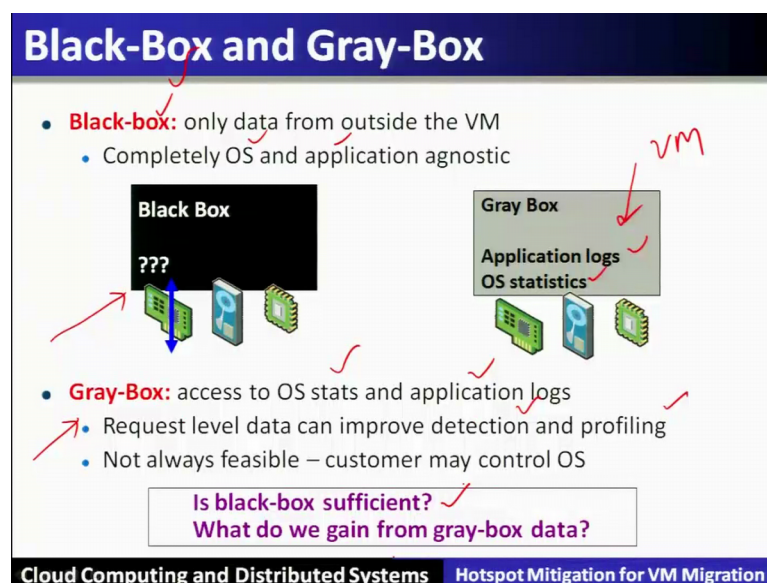 Black-Box and Gray-Box
• Black-box: only data from outside the VM
• Completely OS and application agnostic
Black Box
???
VM
Gray Box
Application logs
OS statistics
• Gray-Box: access to OS stats and application logs
• Request level data can improve detection and profiling
• Not always feasible – customer may control OS
Is black-box sufficient?
What do we gain from gray-box data?
Cloud Computing and Distributed Systems
Hotspot Mitigation for VM Migration